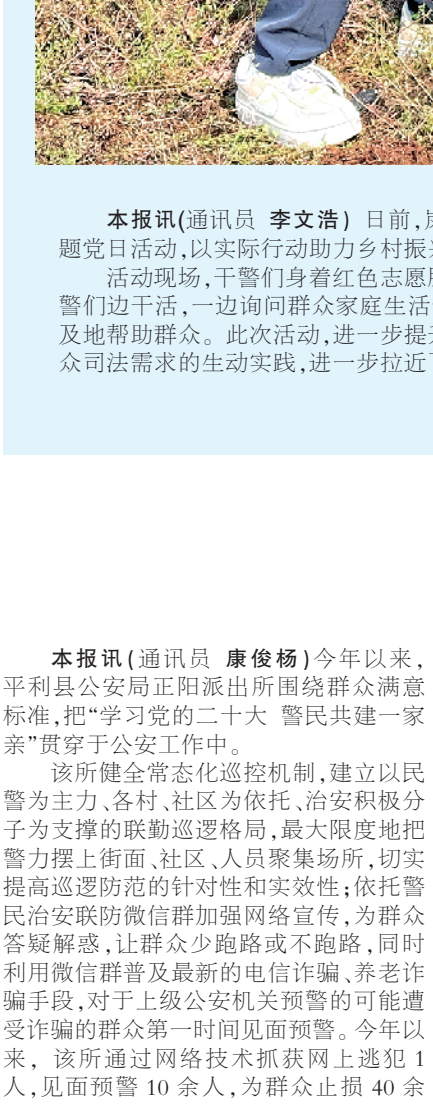 本报讯(通讯员 李文浩) 日前,岚
题党日活动,以实际行动助力乡村振兴
活动现场,干警们身着红色志愿服
警们边干活,一边询问群众家庭生活
及地帮助群众。此次活动,进一步提升
众司法需求的生动实践,进一步拉近了
本报讯(通讯员 康俊杨)今年以来,
平利县公安局正阳派出所围绕群众满意
标准,把“学习党的二十大 警民共建一家
亲”贯穿于公安工作中。
该所健全常态化巡控机制,建立以民
警为主力、各村、社区为依托、治安积极分
子为支撑的联勤巡逻格局,最大限度地把
警力摆上街面、社区、人员聚集场所,切实
提高巡逻防范的针对性和实效性;依托警
民治安联防微信群加强网络宣传,为群众
答疑解惑,让群众少跑路或不跑路,同时
利用微信群普及最新的电信诈骗、养老诈
骗手段,对于上级公安机关预警的可能遭
受诈骗的群众第一时间见面预警。今年以
来, 该所通过网络技术抓获网上逃犯 1
人,见面预警 10 余人,为群众止损 40 余